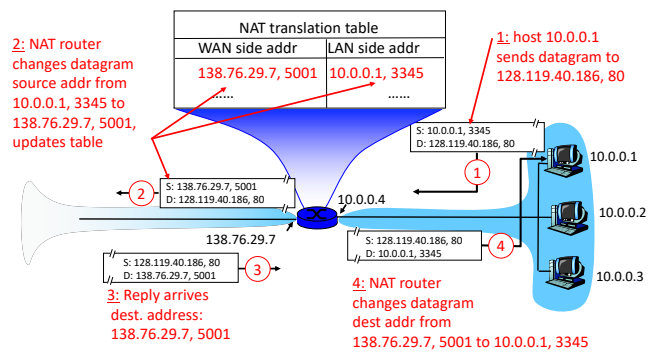 NAT translation table
WAN side addr LAN side addr
138.76.29.7, 5001 10.0.0.1, 3345
...... ......
2: NAT router
changes datagram
source addr from
10.0.0.1, 3345 to
138.76.29.7, 5001,
updates table
1: host 10.0.0.1
sends datagram to
128.119.40.186, 80
S: 10.0.0.1, 3345
D: 128.119.40.186, 80
1
10.0.0.1
S: 138.76.29.7, 5001
D: 128.119.40.186, 80
2
10.0.0.4
10.0.0.2
138.76.29.7
S: 128.119.40.186, 80
D: 10.0.0.1, 3345
4
S: 128.119.40.186, 80
D: 138.76.29.7, 5001
3
10.0.0.3
3: Reply arrives
dest. address:
138.76.29.7, 5001
4: NAT router
changes datagram
dest addr from
138.76.29.7, 5001 to 10.0.0.1, 3345